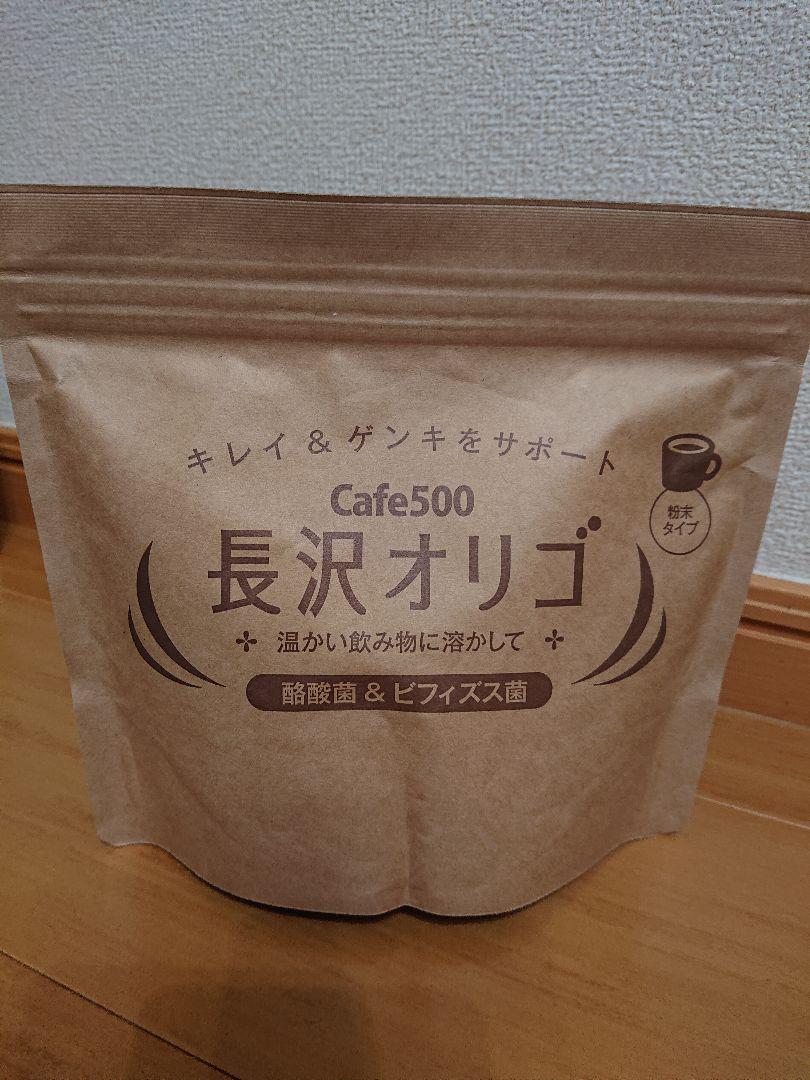 キレイ & ゲンキをサポート
Cafe500
粉末
タイプ
長沢オリゴ
温かい飲み物に溶かして
酪酸菌 & ビフィズス菌